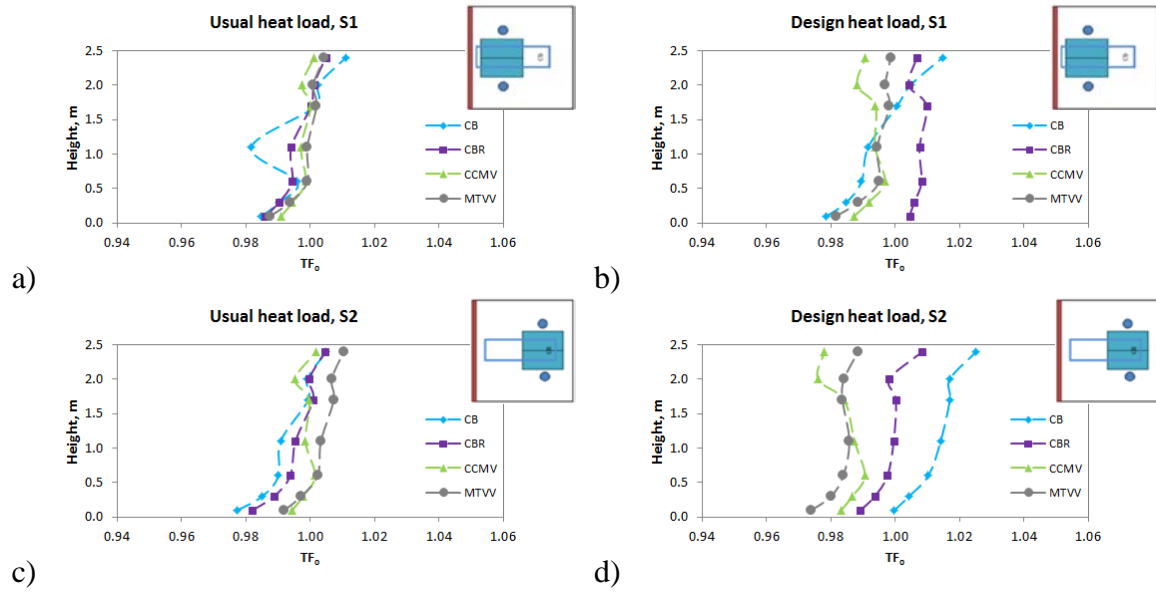 Usual heat load, S1
2.5
2.0
1.5
1.0
0.5
0.0
Height, m
CB
CBR
CCMV
MTVV
0.94 0.96 0.98 1.00 1.02 1.04 1.06
TFo
a)
Design heat load, S1
2.5
2.0
1.5
1.0
0.5
0.0
Height, m
CB
CBR
CCMV
MTVV
0.94 0.96 0.98 1.00 1.02 1.04 1.06
TFo
b)
Usual heat load, S2
2.5
2.0
1.5
1.0
0.5
0.0
Height, m
CB
CBR
CCMV
MTVV
0.94 0.96 0.98 1.00 1.02 1.04 1.06
TFo
c)
Design heat load, S2
2.5
2.0
1.5
1.0
0.5
0.0
Height, m
CB
CBR
CCMV
MTVV
0.94 0.96 0.98 1.00 1.02 1.04 1.06
TFo
d)